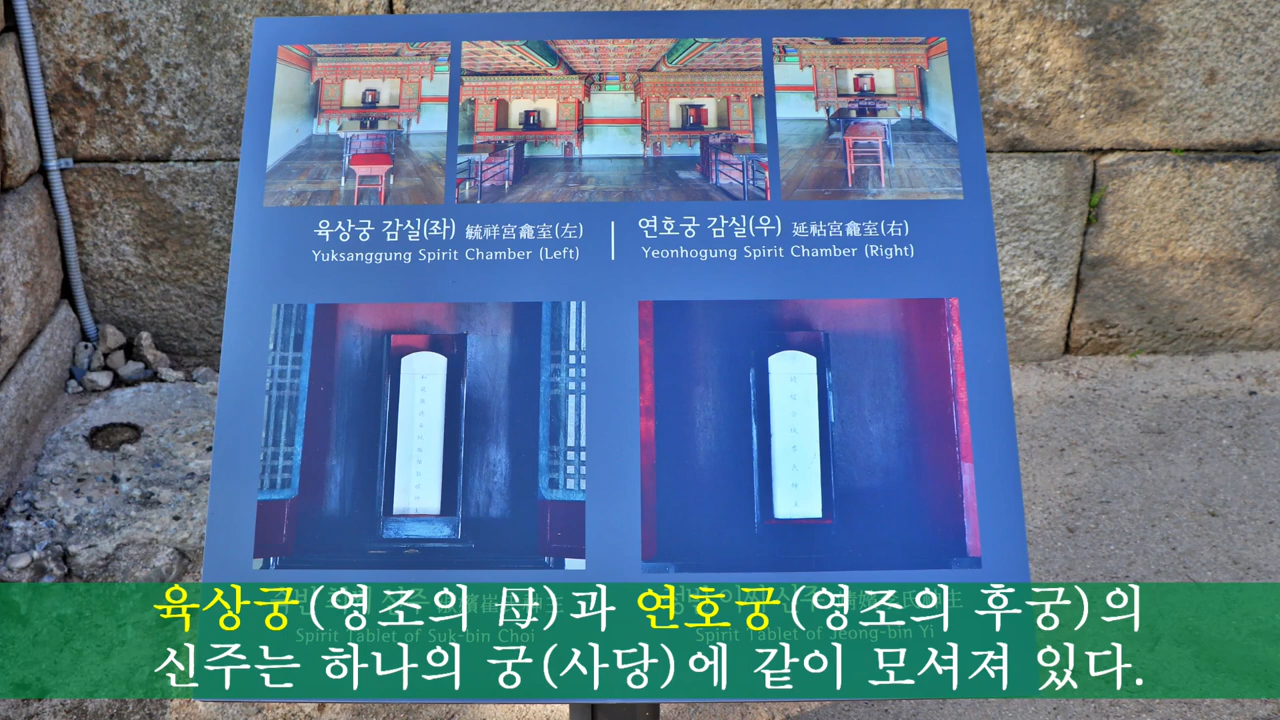 육상궁 감실(좌) 毓祥宮龕室(左)
Yuksanggung Spirit Chamber (Left)
연호궁 감실(우) 延祜宮龕室(右)
Yeonhogung Spirit Chamber (Right)
Spirit Tablet of Suk-bin Choi
Spirit Tablet of Jeong-bin Yi
육상궁(영조의 母)과 연호궁(영조의 후궁)의
신주는 하나의 궁(사당)에 같이 모셔져 있다.